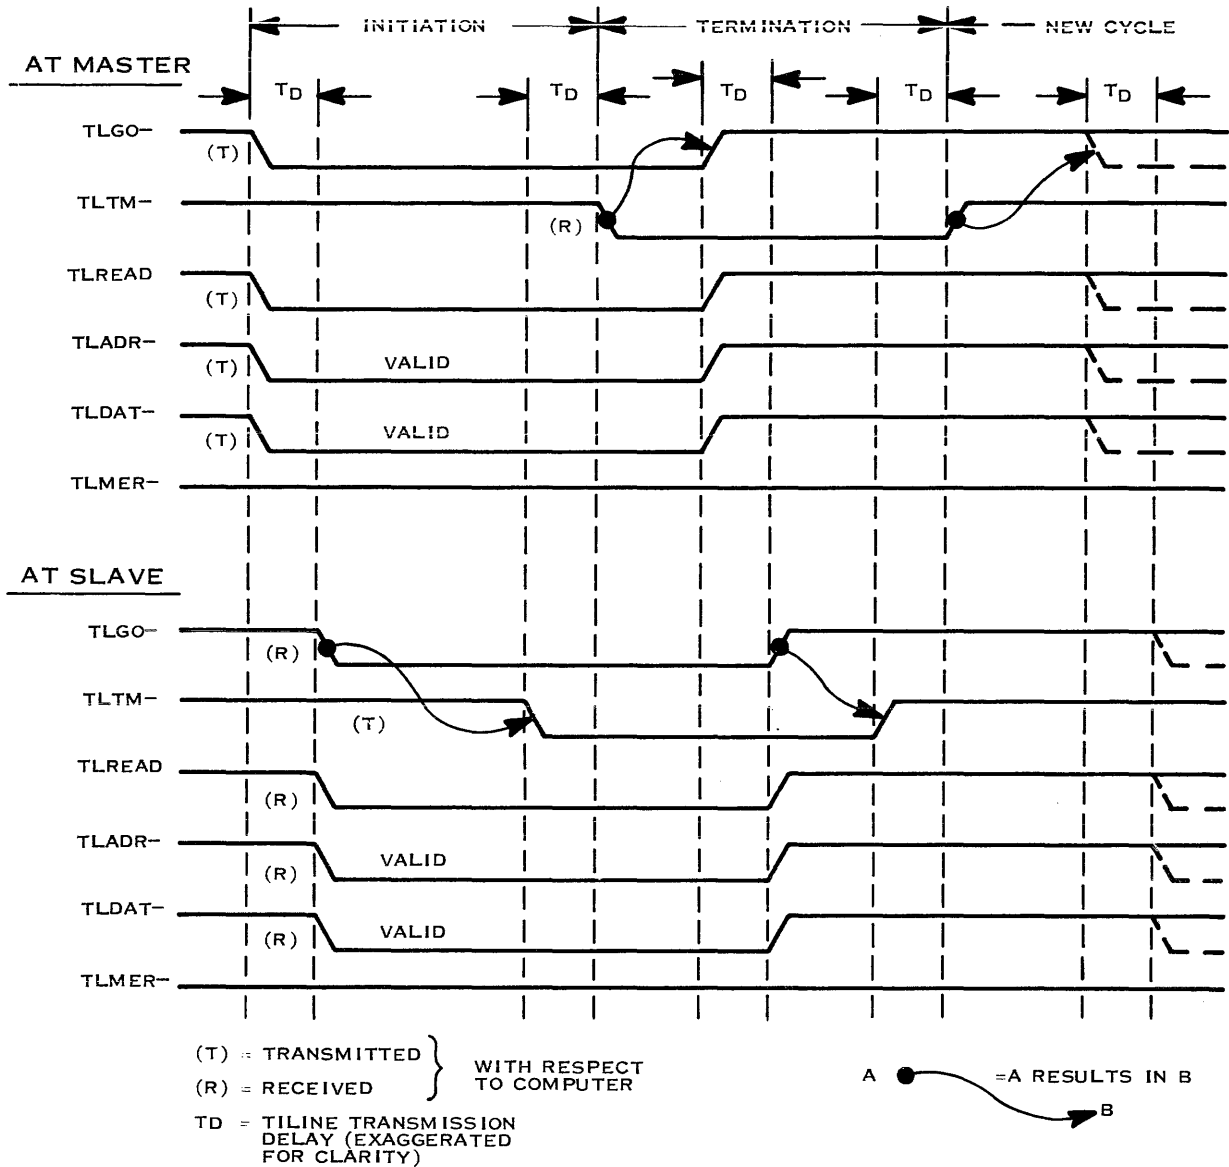 INITIATION TERMINATION NEW CYCLE
AT MASTER
TD TD TD TD TD
TLGO—
(T)
TLTM—
(R)
TLREAD
(T)
TLADR—
VALID
(T)
TLDAT—
VALID
(T)
TLMER—
AT SLAVE
TLGO—
(R)
TLTM—
(T)
TLREAD
(R)
TLADR—
VALID
(R)
TLDAT—
VALID
(R)
TLMER—
(T) = TRANSMITTED
(R) = RECEIVED
WITH RESPECT
TO COMPUTER
TD = TILINE TRANSMISSION
DELAY (EXAGGERATED
FOR CLARITY)
A =A RESULTS IN B
B